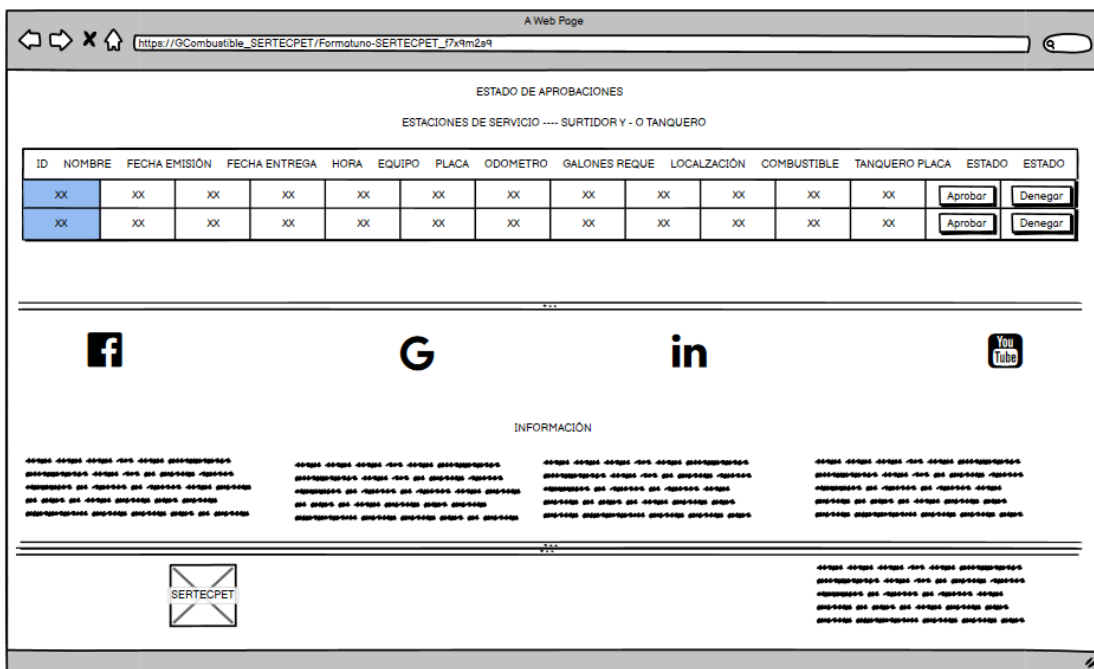 A Web Page
https://GCombustible_SERTECPET/Formatuno-SERTECPET_f7x9m2a9
ESTADO DE APROBACIONES
ESTACIONES DE SERVICIO ---- SURTIDOR Y - O TANQUERO
ID NOMBRE FECHA EMISIÓN FECHA ENTREGA HORA EQUIPO PLACA ODOMETRO GALONES REQUE LOCALZACIÓN COMBUSTIBLE TANQUERO PLACA ESTADO ESTADO
XX XX XX XX XX XX XX XX XX XX XX XX Aprobar Denegar
XX XX XX XX XX XX XX XX XX XX XX XX Aprobar Denegar
f G in You Tube
INFORMACIÓN
SERTECPET